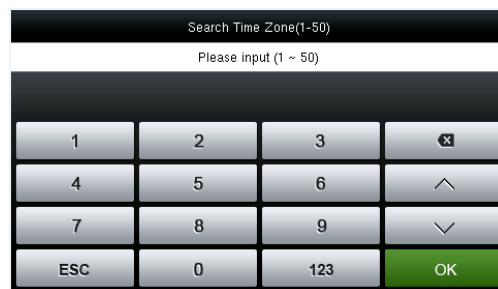 Search Time Zone(1-50)
Please input (1 ~ 50)
1 2 3
4 5 6
7 8 9
ESC 0 123 OK